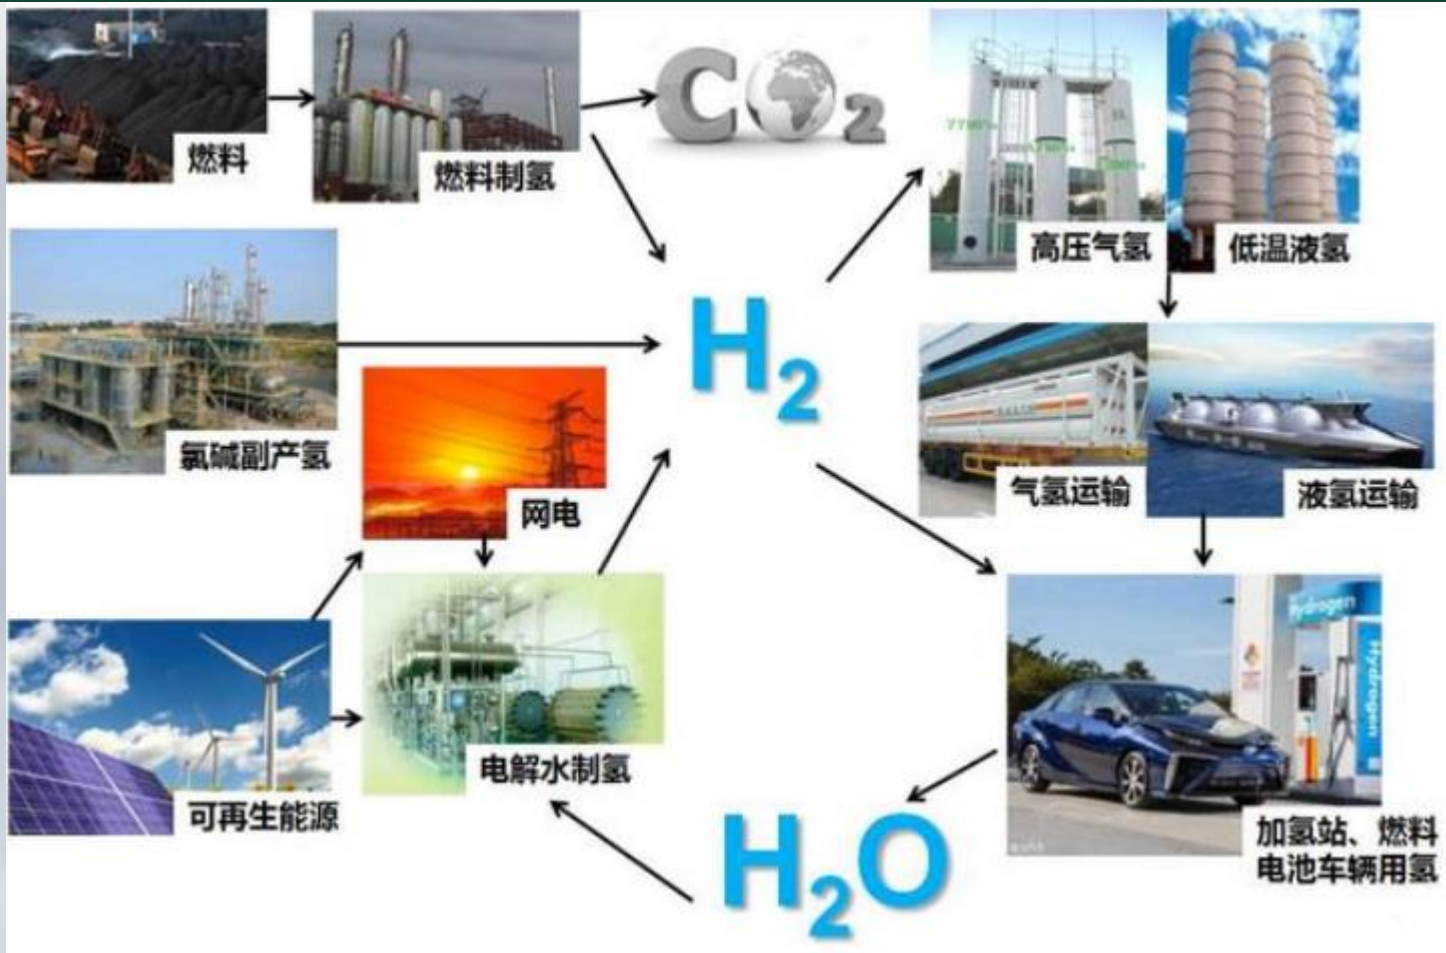 燃料
燃料制氢
CO2
高压气氢
低温液氢
氯碱副产氢
H2
网电
气氢运输
液氢运输
可再生能源
电解水制氢
Hydrogen
Hydrogen
H2O
加氢站、燃料
电池车辆用氢